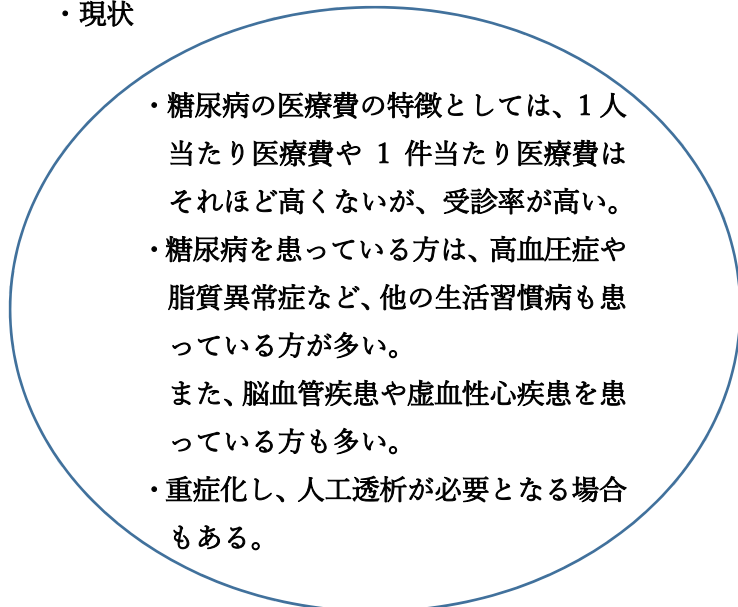 ・現状
・糖尿病の医療費の特徴としては、1人
当たり医療費や 1 件当たり医療費は
それほど高くないが、受診率が高い。
・糖尿病を患っている方は、高血圧症や
脂質異常症など、他の生活習慣病も患
っている方が多い。
また、脳血管疾患や虚血性心疾患を患
っている方も多い。
・重症化し、人工透析が必要となる場合
もある。